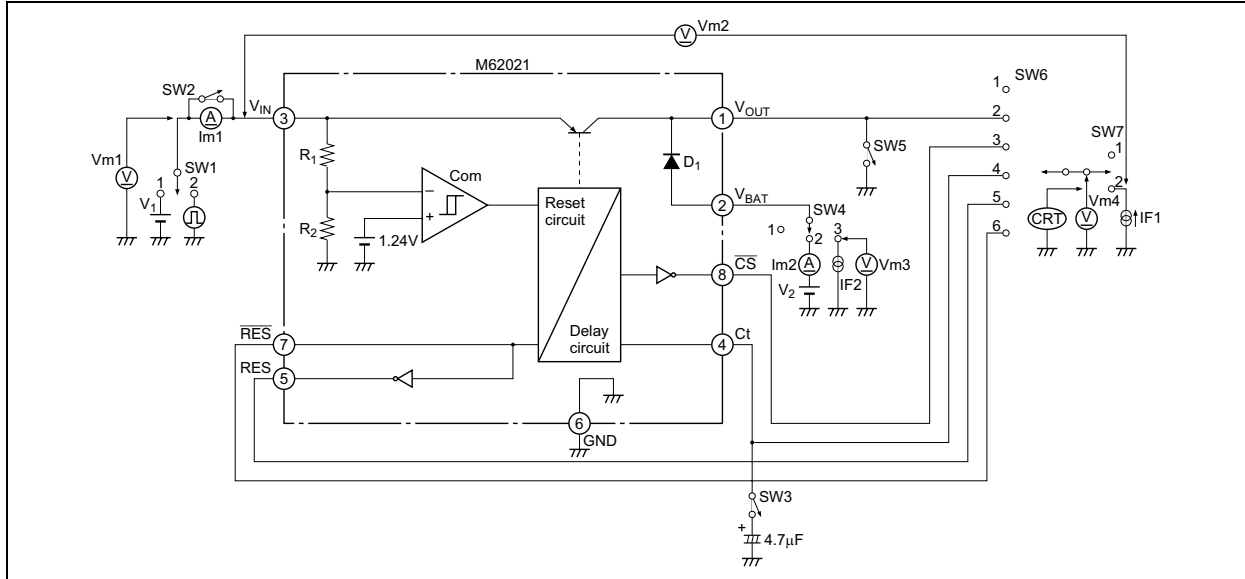 Vm2
V
M62021
SW2
VIN
3
A
Im1
Vm1
V
SW1
1
2
V1
R1
R2
Com
−
+
1.24V
Reset
circuit
Delay
circuit
D1
1
VOUT
SW5
2
VBAT
SW4
1
2
3
Im2
A
V2
IF2
V
Vm3
8
CS
4
Ct
RES
7
RES
5
6
GND
SW3
+
4.7μF
SW6
1
2
3
4
5
6
SW7
1
2
CRT
V
Vm4
IF1